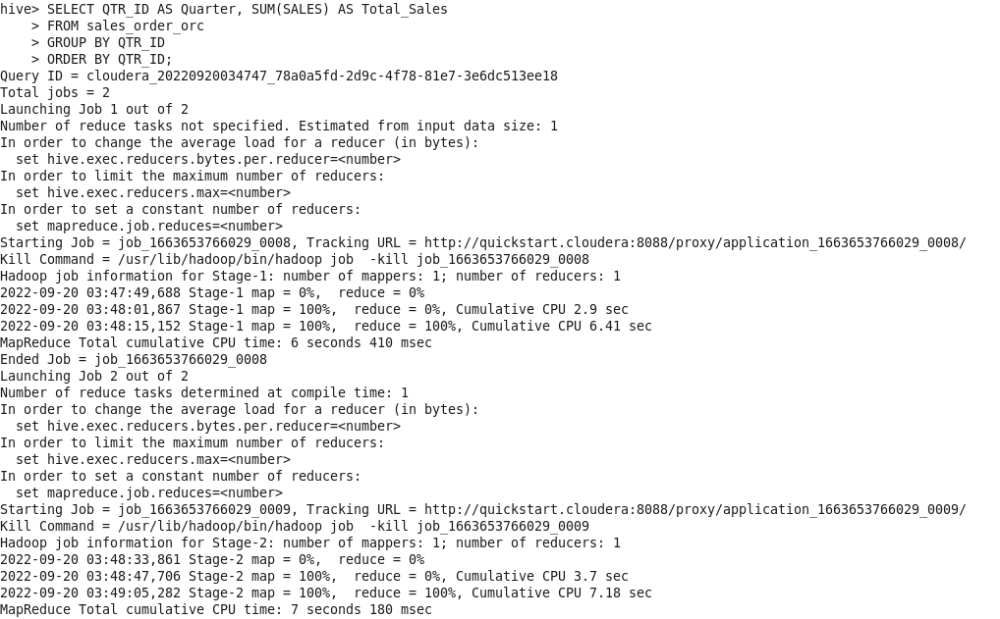 hive> SELECT QTR_ID AS Quarter, SUM(SALES) AS Total_Sales
    > FROM sales_order_orc
    > GROUP BY QTR_ID
    > ORDER BY QTR_ID;
Query ID = cloudera_20220920034747_78a0a5fd-2d9c-4f78-81e7-3e6dc513ee18
Total jobs = 2
Launching Job 1 out of 2
Number of reduce tasks not specified. Estimated from input data size: 1
In order to change the average load for a reducer (in bytes):
  set hive.exec.reducers.bytes.per.reducer=<number>
In order to limit the maximum number of reducers:
  set hive.exec.reducers.max=<number>
In order to set a constant number of reducers:
  set mapreduce.job.reduces=<number>
Starting Job = job_1663653766029_0008, Tracking URL = http://quickstart.cloudera:8088/proxy/application_1663653766029_0008/
Kill Command = /usr/lib/hadoop/bin/hadoop job  -kill job_1663653766029_0008
Hadoop job information for Stage-1: number of mappers: 1; number of reducers: 1
2022-09-20 03:47:49,688 Stage-1 map = 0%,  reduce = 0%
2022-09-20 03:48:01,867 Stage-1 map = 100%,  reduce = 0%, Cumulative CPU 2.9 sec
2022-09-20 03:48:15,152 Stage-1 map = 100%,  reduce = 100%, Cumulative CPU 6.41 sec
MapReduce Total cumulative CPU time: 6 seconds 410 msec
Ended Job = job_1663653766029_0008
Launching Job 2 out of 2
Number of reduce tasks determined at compile time: 1
In order to change the average load for a reducer (in bytes):
  set hive.exec.reducers.bytes.per.reducer=<number>
In order to limit the maximum number of reducers:
  set hive.exec.reducers.max=<number>
In order to set a constant number of reducers:
  set mapreduce.job.reduces=<number>
Starting Job = job_1663653766029_0009, Tracking URL = http://quickstart.cloudera:8088/proxy/application_1663653766029_0009/
Kill Command = /usr/lib/hadoop/bin/hadoop job  -kill job_1663653766029_0009
Hadoop job information for Stage-2: number of mappers: 1; number of reducers: 1
2022-09-20 03:48:33,861 Stage-2 map = 0%,  reduce = 0%
2022-09-20 03:48:47,706 Stage-2 map = 100%,  reduce = 0%, Cumulative CPU 3.7 sec
2022-09-20 03:49:05,282 Stage-2 map = 100%,  reduce = 100%, Cumulative CPU 7.18 sec
MapReduce Total cumulative CPU time: 7 seconds 180 msec